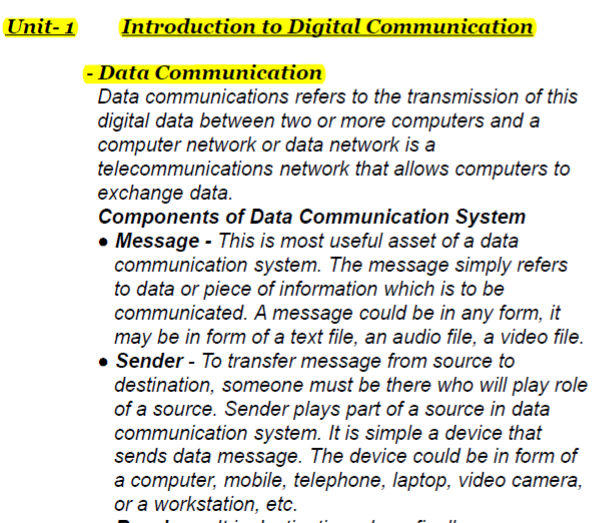 Unit- 1 Introduction to Digital Communication
- Data Communication
Data communications refers to the transmission of this
digital data between two or more computers and a
computer network or data network is a
telecommunications network that allows computers to
exchange data.
Components of Data Communication System
● Message - This is most useful asset of a data
communication system. The message simply refers
to data or piece of information which is to be
communicated. A message could be in any form, it
may be in form of a text file, an audio file, a video file.
● Sender - To transfer message from source to
destination, someone must be there who will play role
of a source. Sender plays part of a source in data
communication system. It is simple a device that
sends data message. The device could be in form of
a computer, mobile, telephone, laptop, video camera,
or a workstation, etc.